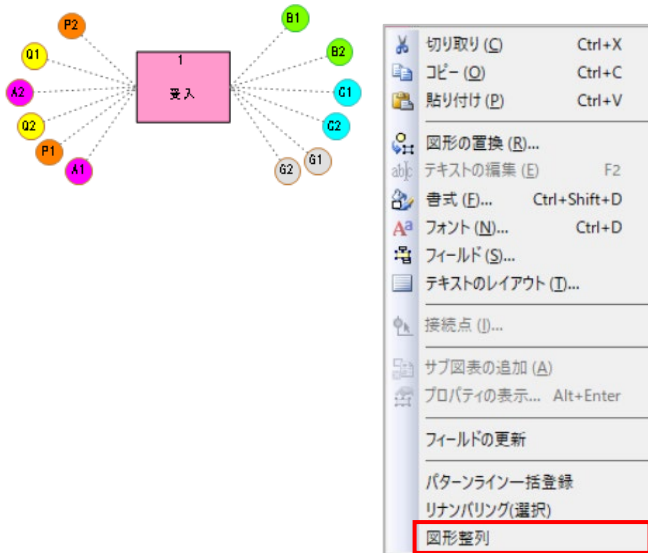 P2
Q1
A2
Q2
P1
A1
1
受入
B1
B2
C1
C2
G1
G2
切り取り (C) Ctrl+X
コピー (O) Ctrl+C
貼り付け (P) Ctrl+V
図形の置換 (R)...
テキストの編集 (E) F2
書式 (F)... Ctrl+Shift+D
フォント (N)... Ctrl+D
フィールド (S)...
テキストのレイアウト (T)...
接続点 (I)...
サブ図表の追加 (A)
プロパティの表示... Alt+Enter
フィールドの更新
パターンライン一括登録
リナンバリング(選択)
図形整列